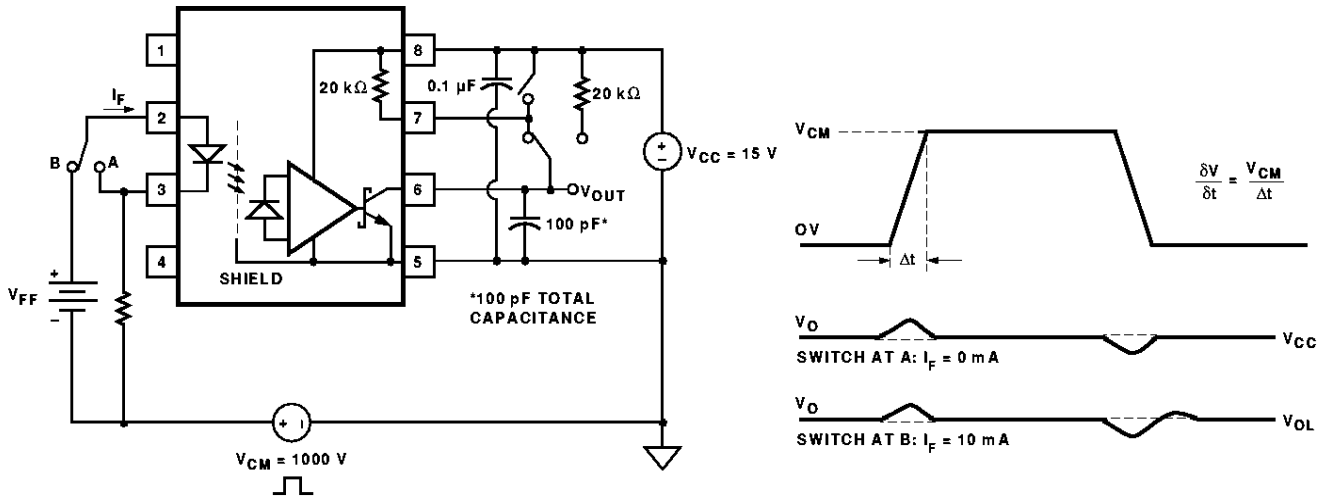 1
2
3
4
8
7
6
5
I_F
B
A
V_FF
+
−
SHIELD
20 kΩ
0.1 µF
20 kΩ
V_OUT
100 pF*
*100 pF TOTAL
CAPACITANCE
+
−
V_CC = 15 V
+
V_CM = 1000 V
V_CM
OV
Δt
δV/δt = V_CM/Δt
V_O
V_CC
SWITCH AT A: I_F = 0 mA
V_O
V_OL
SWITCH AT B: I_F = 10 mA